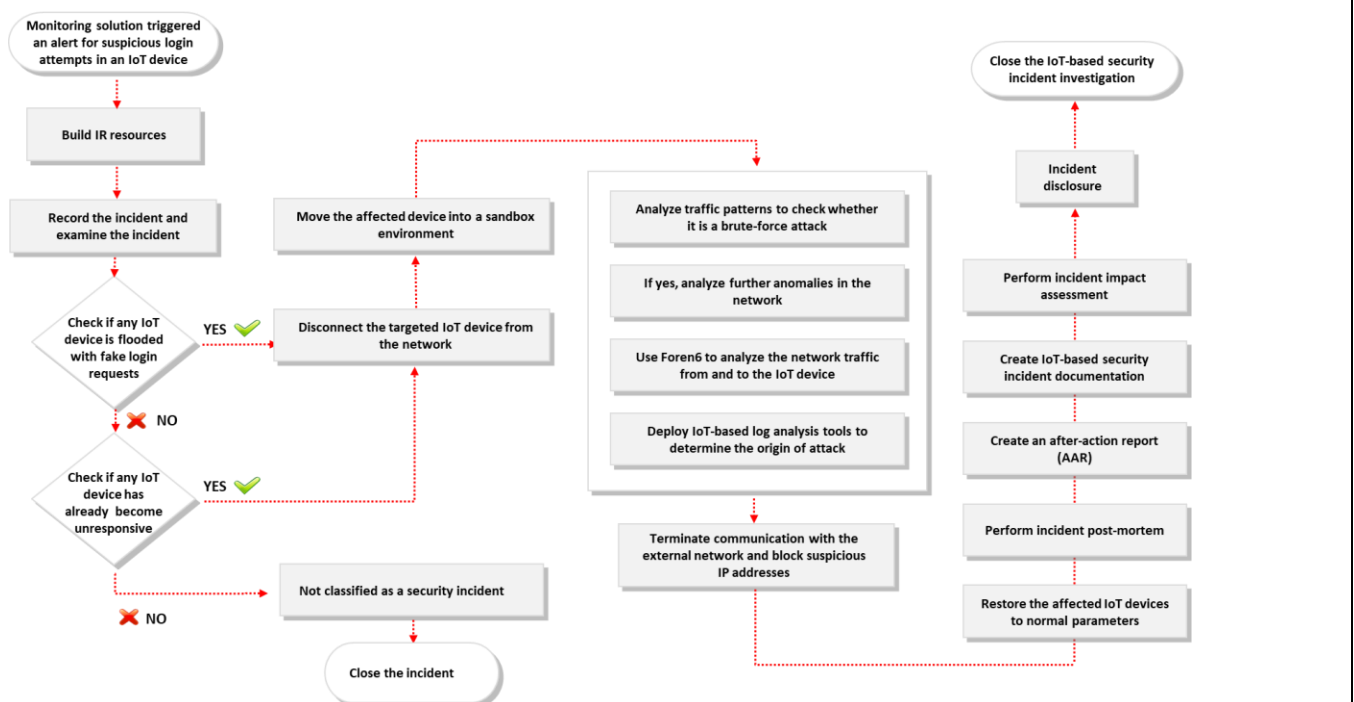 Monitoring solution triggered
an alert for suspicious login
attempts in an IoT device
Build IR resources
Record the incident and
examine the incident
Check if any IoT
device is flooded
with fake login
requests
YES
NO
Check if any IoT
device has
already become
unresponsive
YES
NO
Move the affected device into a sandbox
environment
Disconnect the targeted IoT device from
the network
Not classified as a security incident
Close the incident
Analyze traffic patterns to check whether
it is a brute-force attack
If yes, analyze further anomalies in the
network
Use Foren6 to analyze the network traffic
from and to the IoT device
Deploy IoT-based log analysis tools to
determine the origin of attack
Terminate communication with the
external network and block suspicious
IP addresses
Close the IoT-based security
incident investigation
Incident
disclosure
Perform incident impact
assessment
Create IoT-based security
incident documentation
Create an after-action report
(AAR)
Perform incident post-mortem
Restore the affected IoT devices
to normal parameters